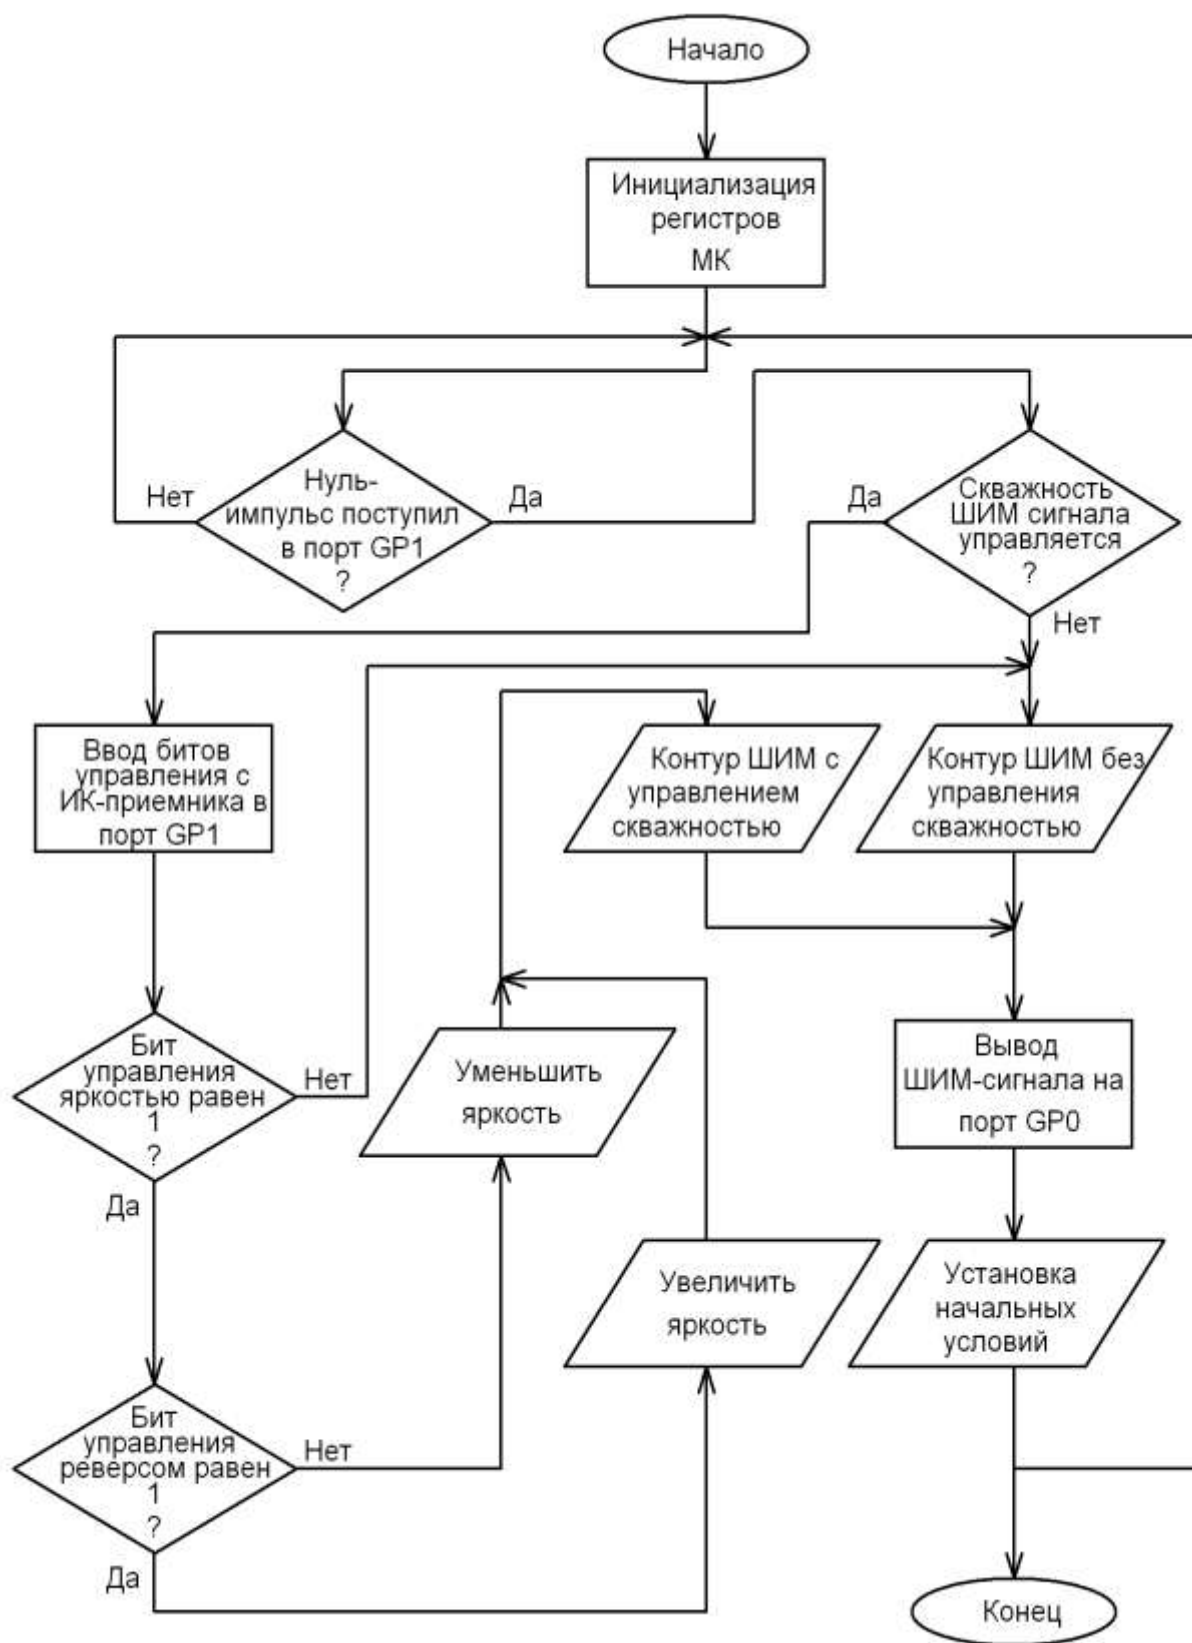 Начало
Инициализация
регистров
МК
Нет
Нуль-
импульс поступил
в порт GP1
?
Да
Да
Скважность
ШИМ сигнала
управляется
?
Нет
Ввод битов
управления с
ИК-приемника в
порт GP1
Контур ШИМ с
управлением
скважностью
Контур ШИМ без
управления
скважностью
Бит
управления
яркостью равен
1
?
Нет
Да
Уменьшить
яркость
Вывод
ШИМ-сигнала на
порт GP0
Увеличить
яркость
Установка
начальных
условий
Бит
управления
реверсом равен
1
?
Нет
Да
Конец